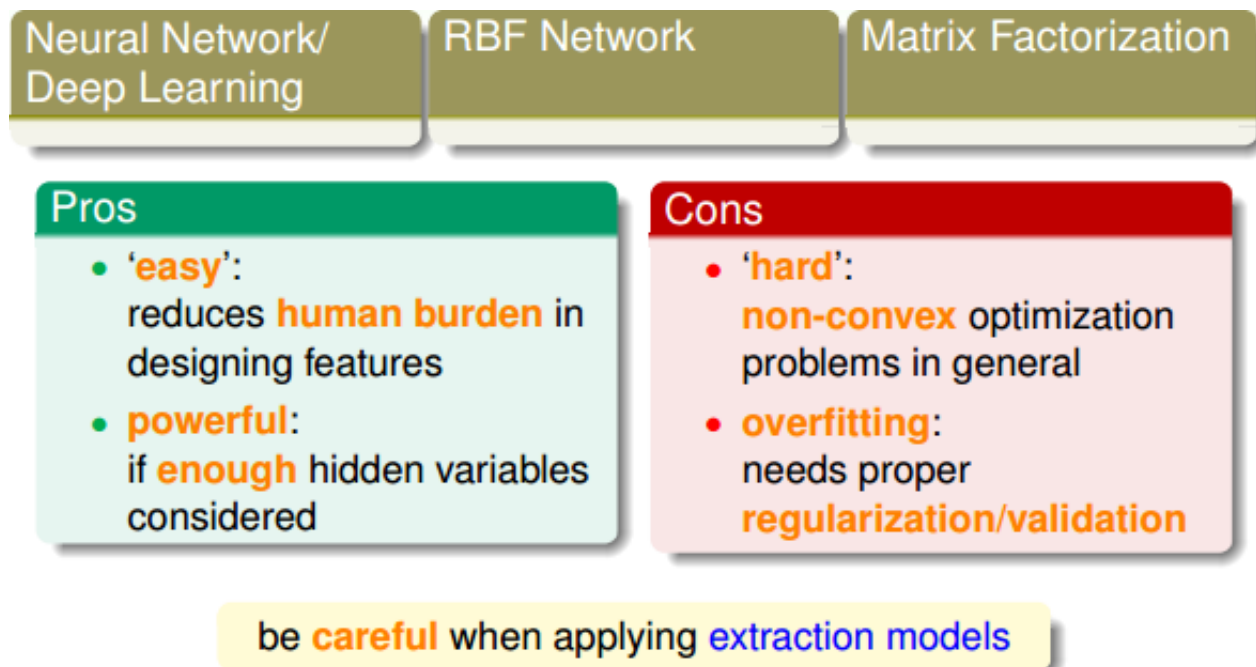 Neural Network/
Deep Learning
RBF Network
Matrix Factorization
Pros
• ‘easy’:
reduces human burden in
designing features
• powerful:
if enough hidden variables
considered
Cons
• ‘hard’:
non-convex optimization
problems in general
• overfitting:
needs proper
regularization/validation
be careful when applying extraction models